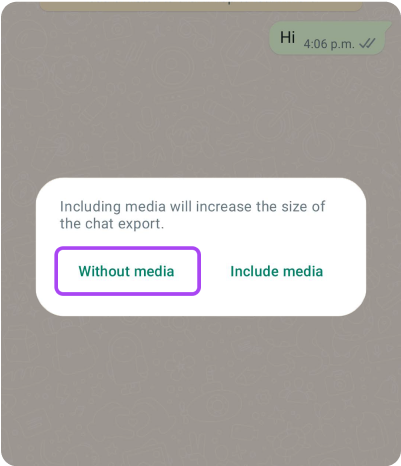 Hi 4:06 p.m.
Including media will increase the size of
the chat export.
Without media Include media